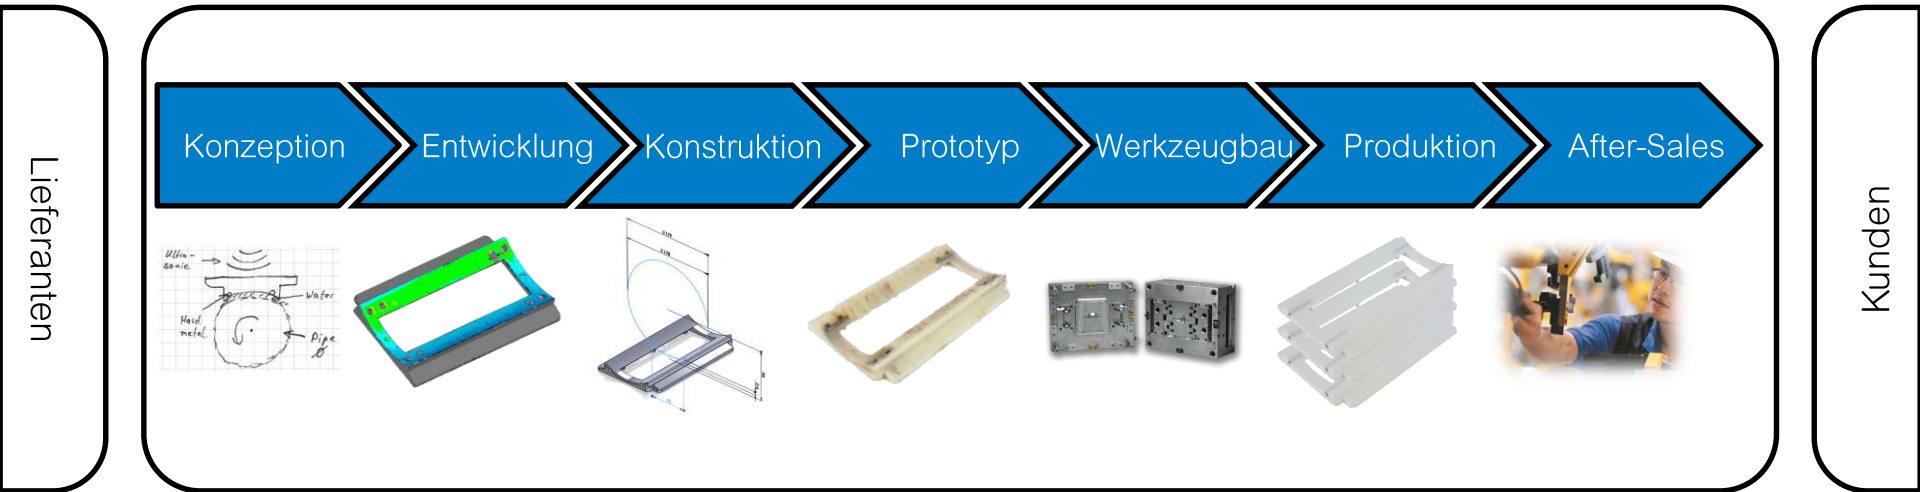 Lieferanten
Konzeption
Entwicklung
Konstruktion
Prototyp
Werkzeugbau
Produktion
After-Sales
Ultra-
sonic
Water
Hard
metal
Pipe
Kunden